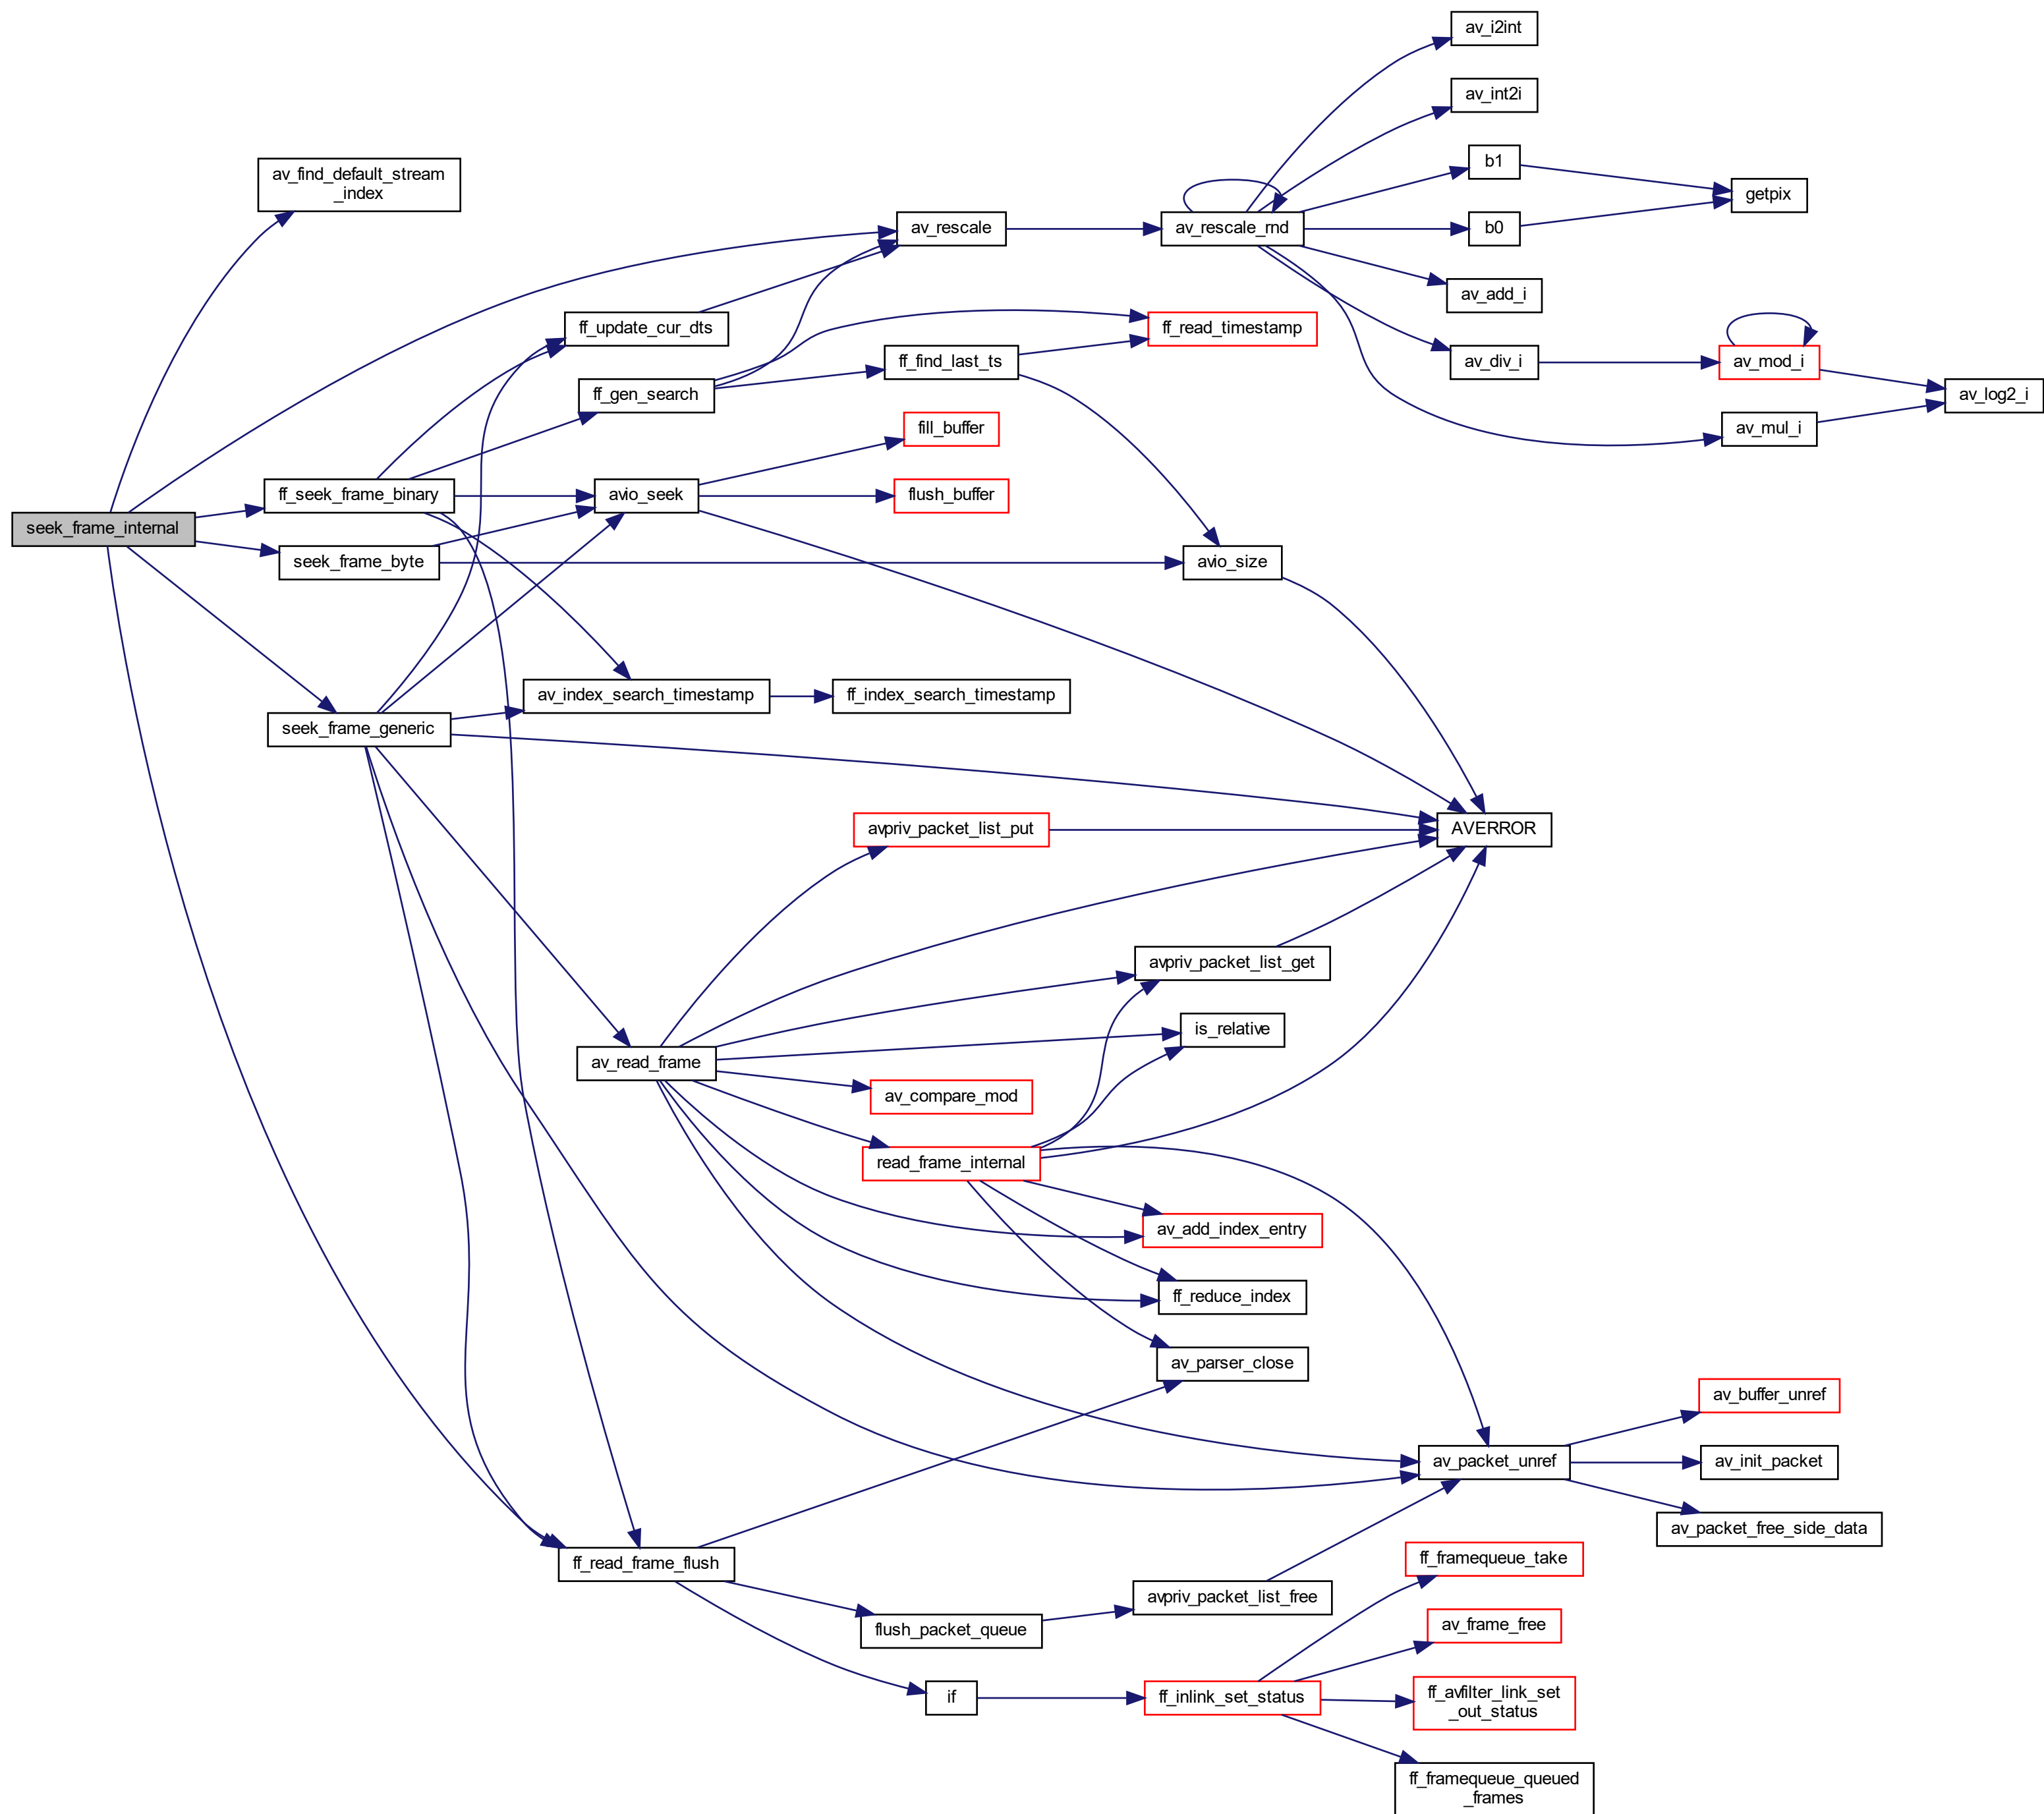 av_i2int
av_int2i
b1
av_find_default_stream
_index
getpix
av_rescale
av_rescale_rnd
b0
av_add_i
ff_update_cur_dts
ff_read_timestamp
ff_find_last_ts
av_div_i
av_mod_i
ff_gen_search
av_log2_i
fill_buffer
av_mul_i
ff_seek_frame_binary
avio_seek
flush_buffer
seek_frame_internal
seek_frame_byte
avio_size
av_index_search_timestamp
ff_index_search_timestamp
seek_frame_generic
avpriv_packet_list_put
AVERROR
avpriv_packet_list_get
is_relative
av_read_frame
av_compare_mod
read_frame_internal
av_add_index_entry
ff_reduce_index
av_parser_close
av_buffer_unref
av_packet_unref
av_init_packet
av_packet_free_side_data
ff_read_frame_flush
ff_framequeue_take
avpriv_packet_list_free
flush_packet_queue
av_frame_free
if
ff_inlink_set_status
ff_avfilter_link_set
_out_status
ff_framequeue_queued
_frames